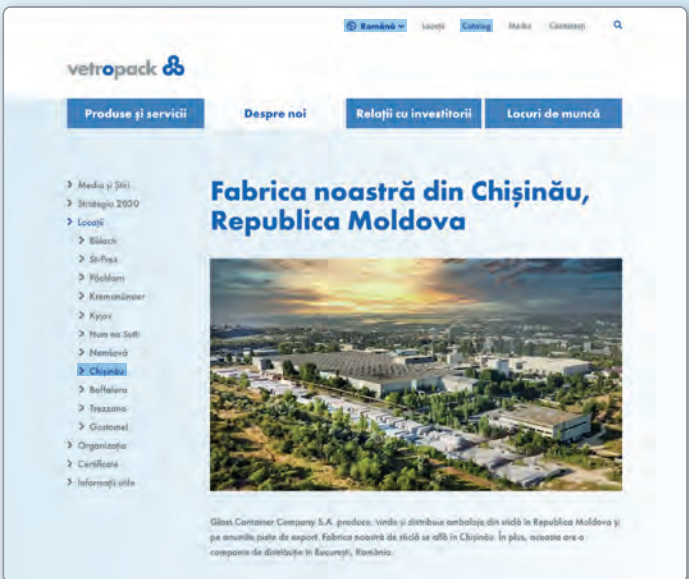 Română
Locații
Catalog
Media
Contactați
vetropack
Produse și servicii
Despre noi
Relații cu investitorii
Locuri de muncă
Media și Știri
Strategia 2030
Locații
Bülach
St-Prex
Pöchlarn
Kremsmünster
Kyjov
Hum na Sutli
Nemšová
Chișinău
Boffalora
Trezzano
Gostomel
Organizația
Certificate
Informații utile
Fabrica noastră din Chișinău,
Republica Moldova
Glass Container Company S.A. produce, vinde și distribuie ambalaje din sticlă în Republica Moldova și
pe anumite piețe de export. Fabrica noastră de sticlă se află în Chișinău. În plus, aceasta are o
companie de distribuție în București, România.